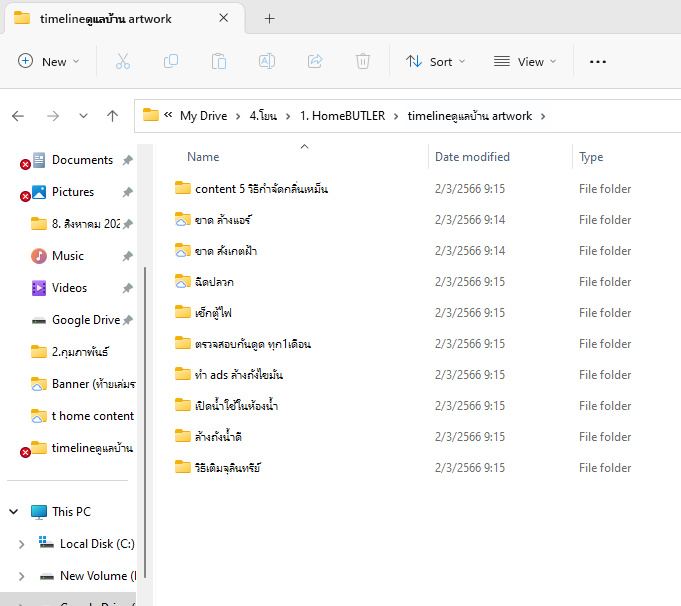 timelineดูแลบ้าน artwork
New
Sort
View
My Drive > 4.โยน > 1. HomeBUTLER > timelineดูแลบ้าน artwork >
Name Date modified Type
Documents
Pictures
8. สิงหาคม 202
Music
Videos
Google Drive
2.กุมภาพันธ์
Banner (ท้ายเล่มร
t home content
timelineดูแลบ้าน
This PC
Local Disk (C:)
New Volume (
content 5 วิธีกำจัดกลิ่นเหม็น 2/3/2566 9:15 File folder
ขาด ล้างแอร์ 2/3/2566 9:14 File folder
ขาด สังเกตฝ้า 2/3/2566 9:14 File folder
ฉีดปลวก 2/3/2566 9:15 File folder
เช็กตู้ไฟ 2/3/2566 9:15 File folder
ตรวจสอบกันดูด ทุก1เดือน 2/3/2566 9:15 File folder
ทำ ads ล้างถังไขมัน 2/3/2566 9:15 File folder
เปิดน้ำใช้ในห้องน้ำ 2/3/2566 9:15 File folder
ล้างถังน้ำดี 2/3/2566 9:15 File folder
วิธีเติมจุลินทรีย์ 2/3/2566 9:15 File folder